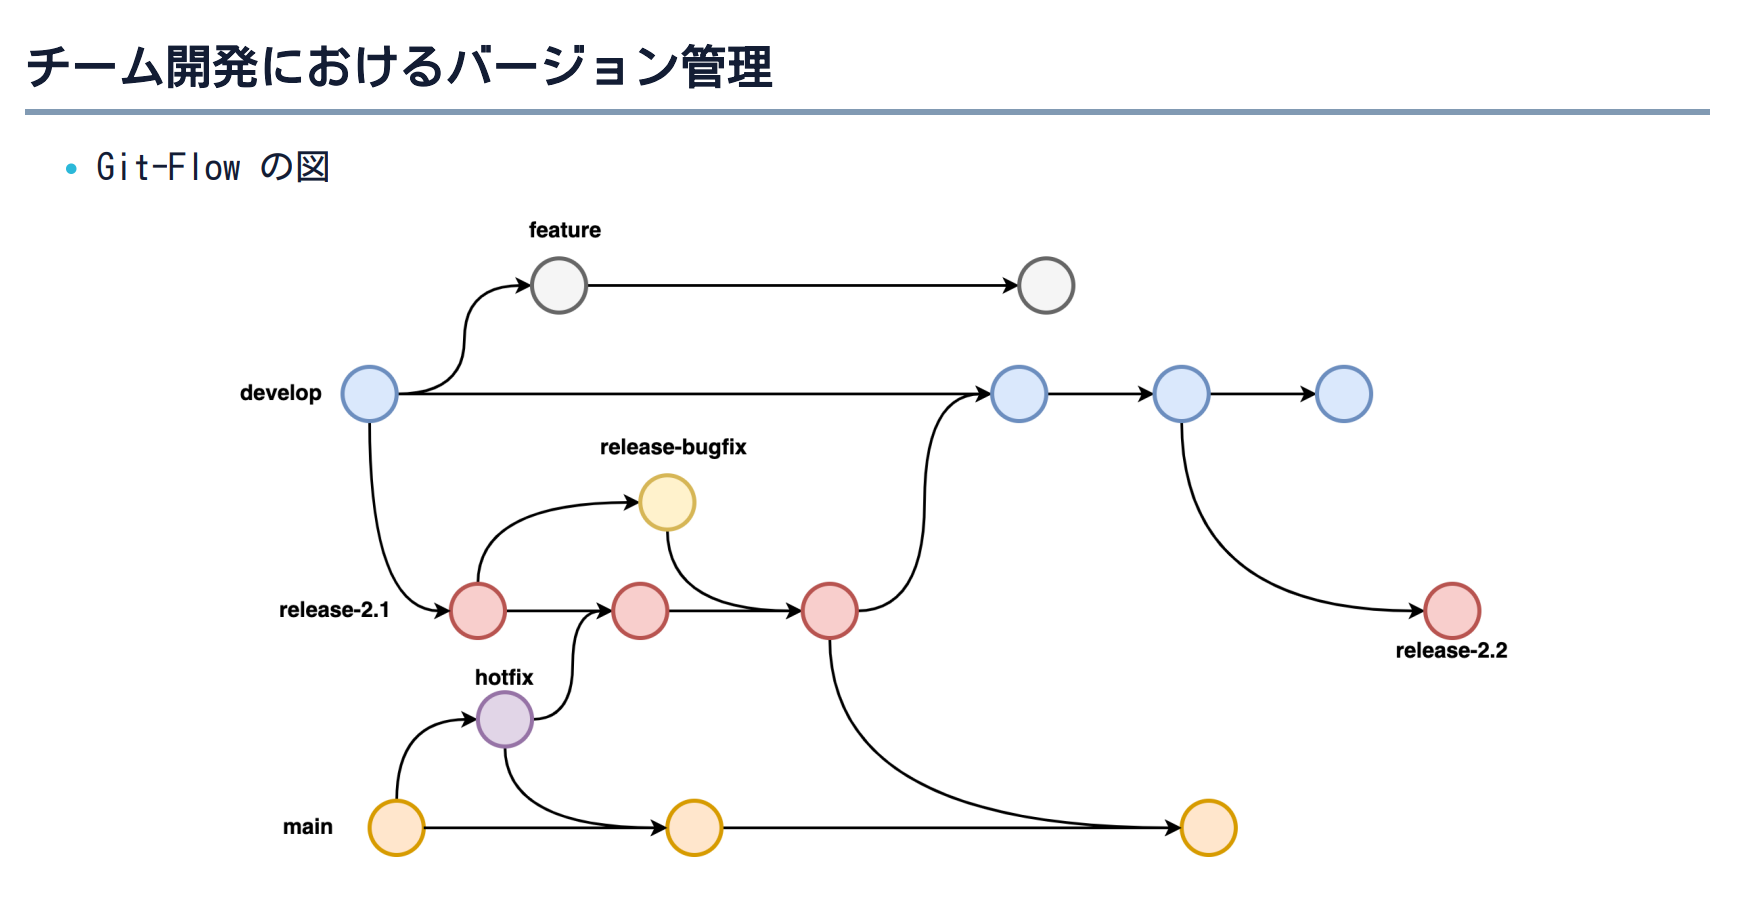 チーム開発におけるバージョン管理
• Git-Flow の図
feature
develop
release-bugfix
release-2.1
release-2.2
hotfix
main